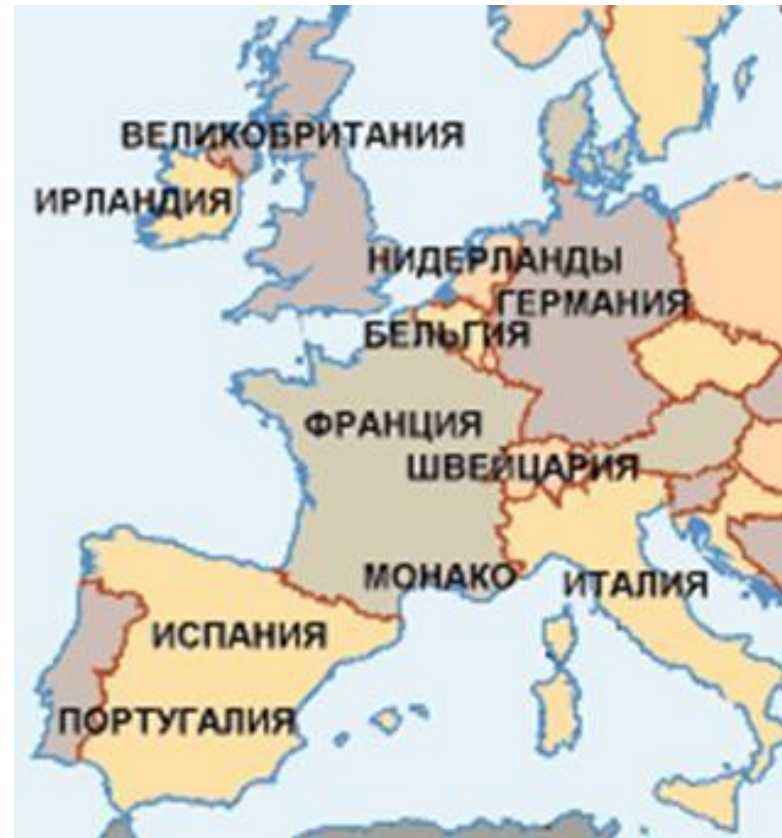 ВЕЛИКОБРИТАНИЯ
ИРЛАНДИЯ
НИДЕРЛАНДЫ
ГЕРМАНИЯ
БЕЛЬГИЯ
ФРАНЦИЯ
ШВЕЙЦАРИЯ
МОНАКО
ИТАЛИЯ
ИСПАНИЯ
ПОРТУГАЛИЯ